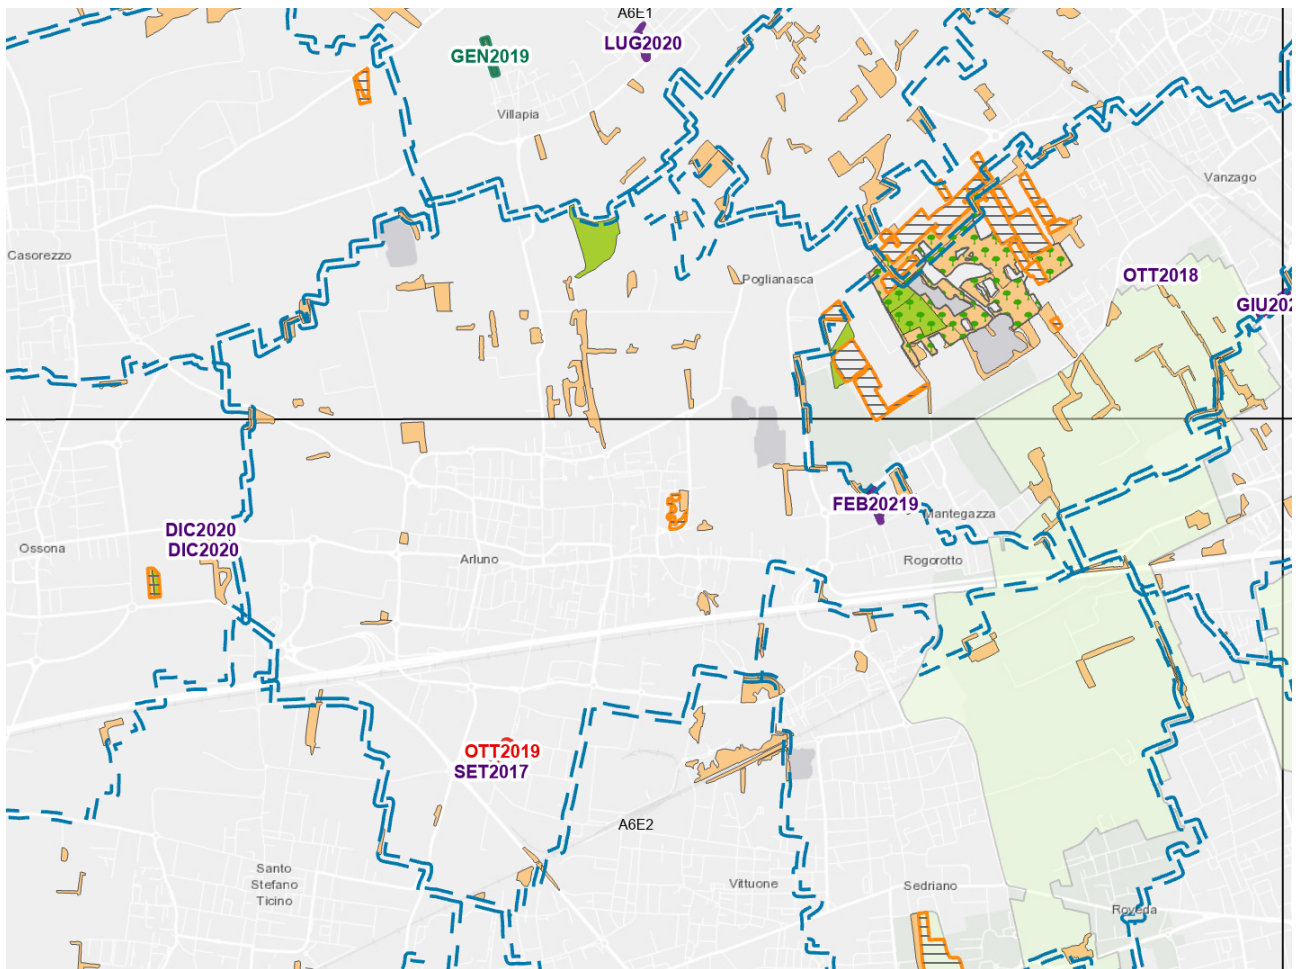 A6E1
LUG2020
GEN2019
Villapia
Vanzago
Casorezzo
Poglianasca
OTT2018
GIU202
FEB20219
Mantegazza
DIC2020
DIC2020
Ossona
Arluno
Rogorotto
OTT2019
SET2017
A6E2
Santo
Stefano
Ticino
Vittuone
Sedriano
Roveda